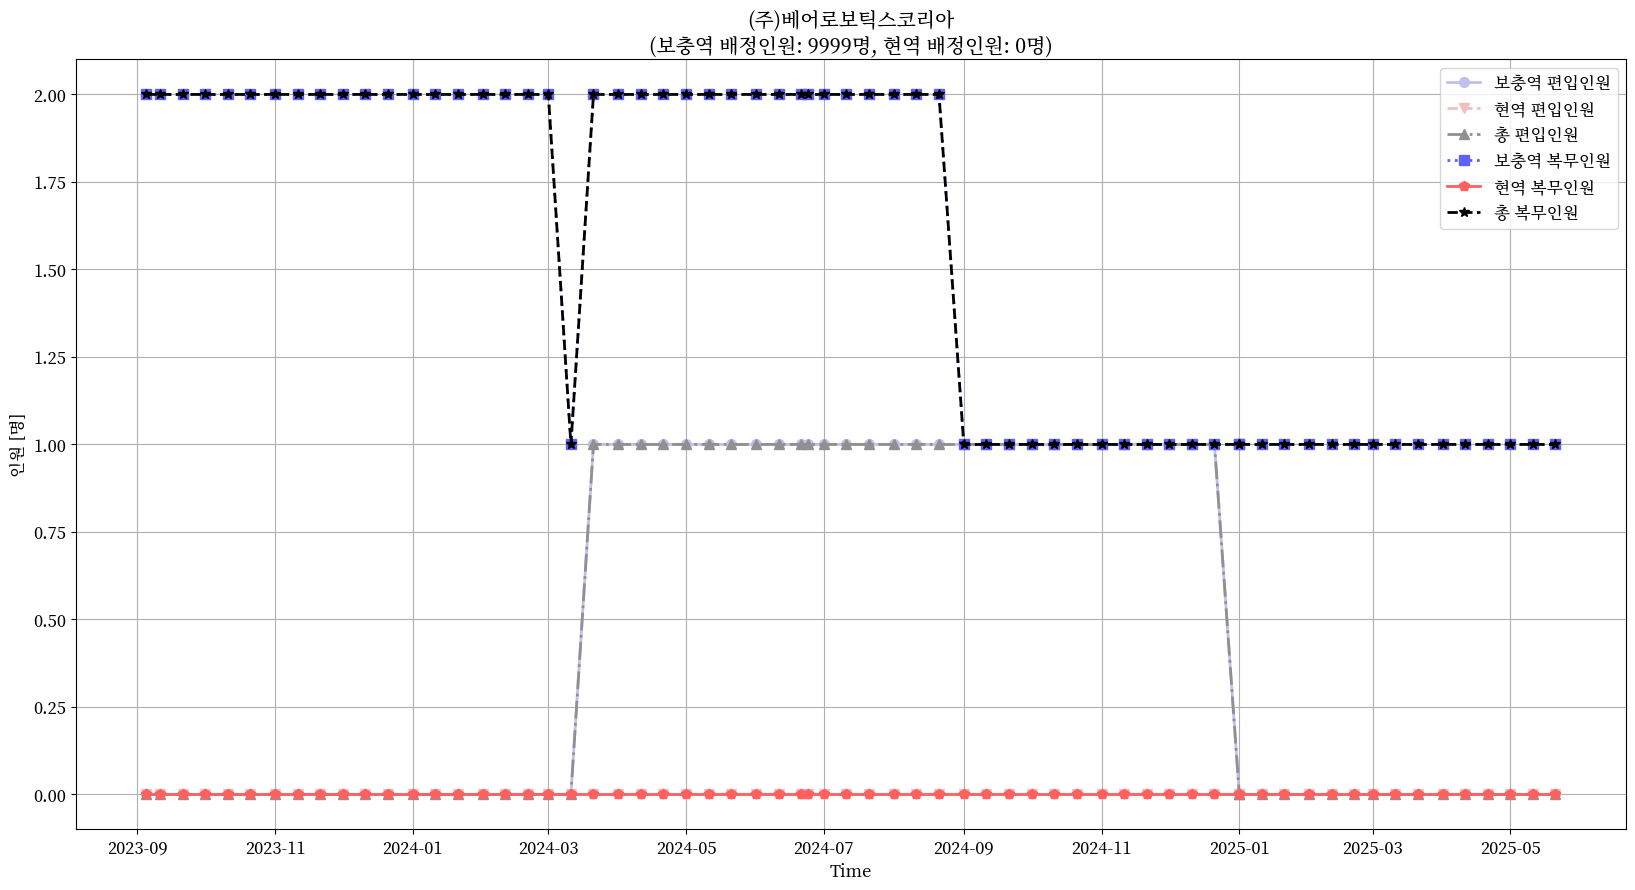 (주)베어로보틱스코리아
(보충역 배정인원: 9999명, 현역 배정인원: 0명)
보충역 편입인원
현역 편입인원
총 편입인원
보충역 복무인원
현역 복무인원
총 복무인원
2.00
1.75
1.50
1.25
1.00
0.75
0.50
0.25
0.00
인원 [명]
2023-09 2023-11 2024-01 2024-03 2024-05 2024-07 2024-09 2024-11 2025-01 2025-03 2025-05
Time